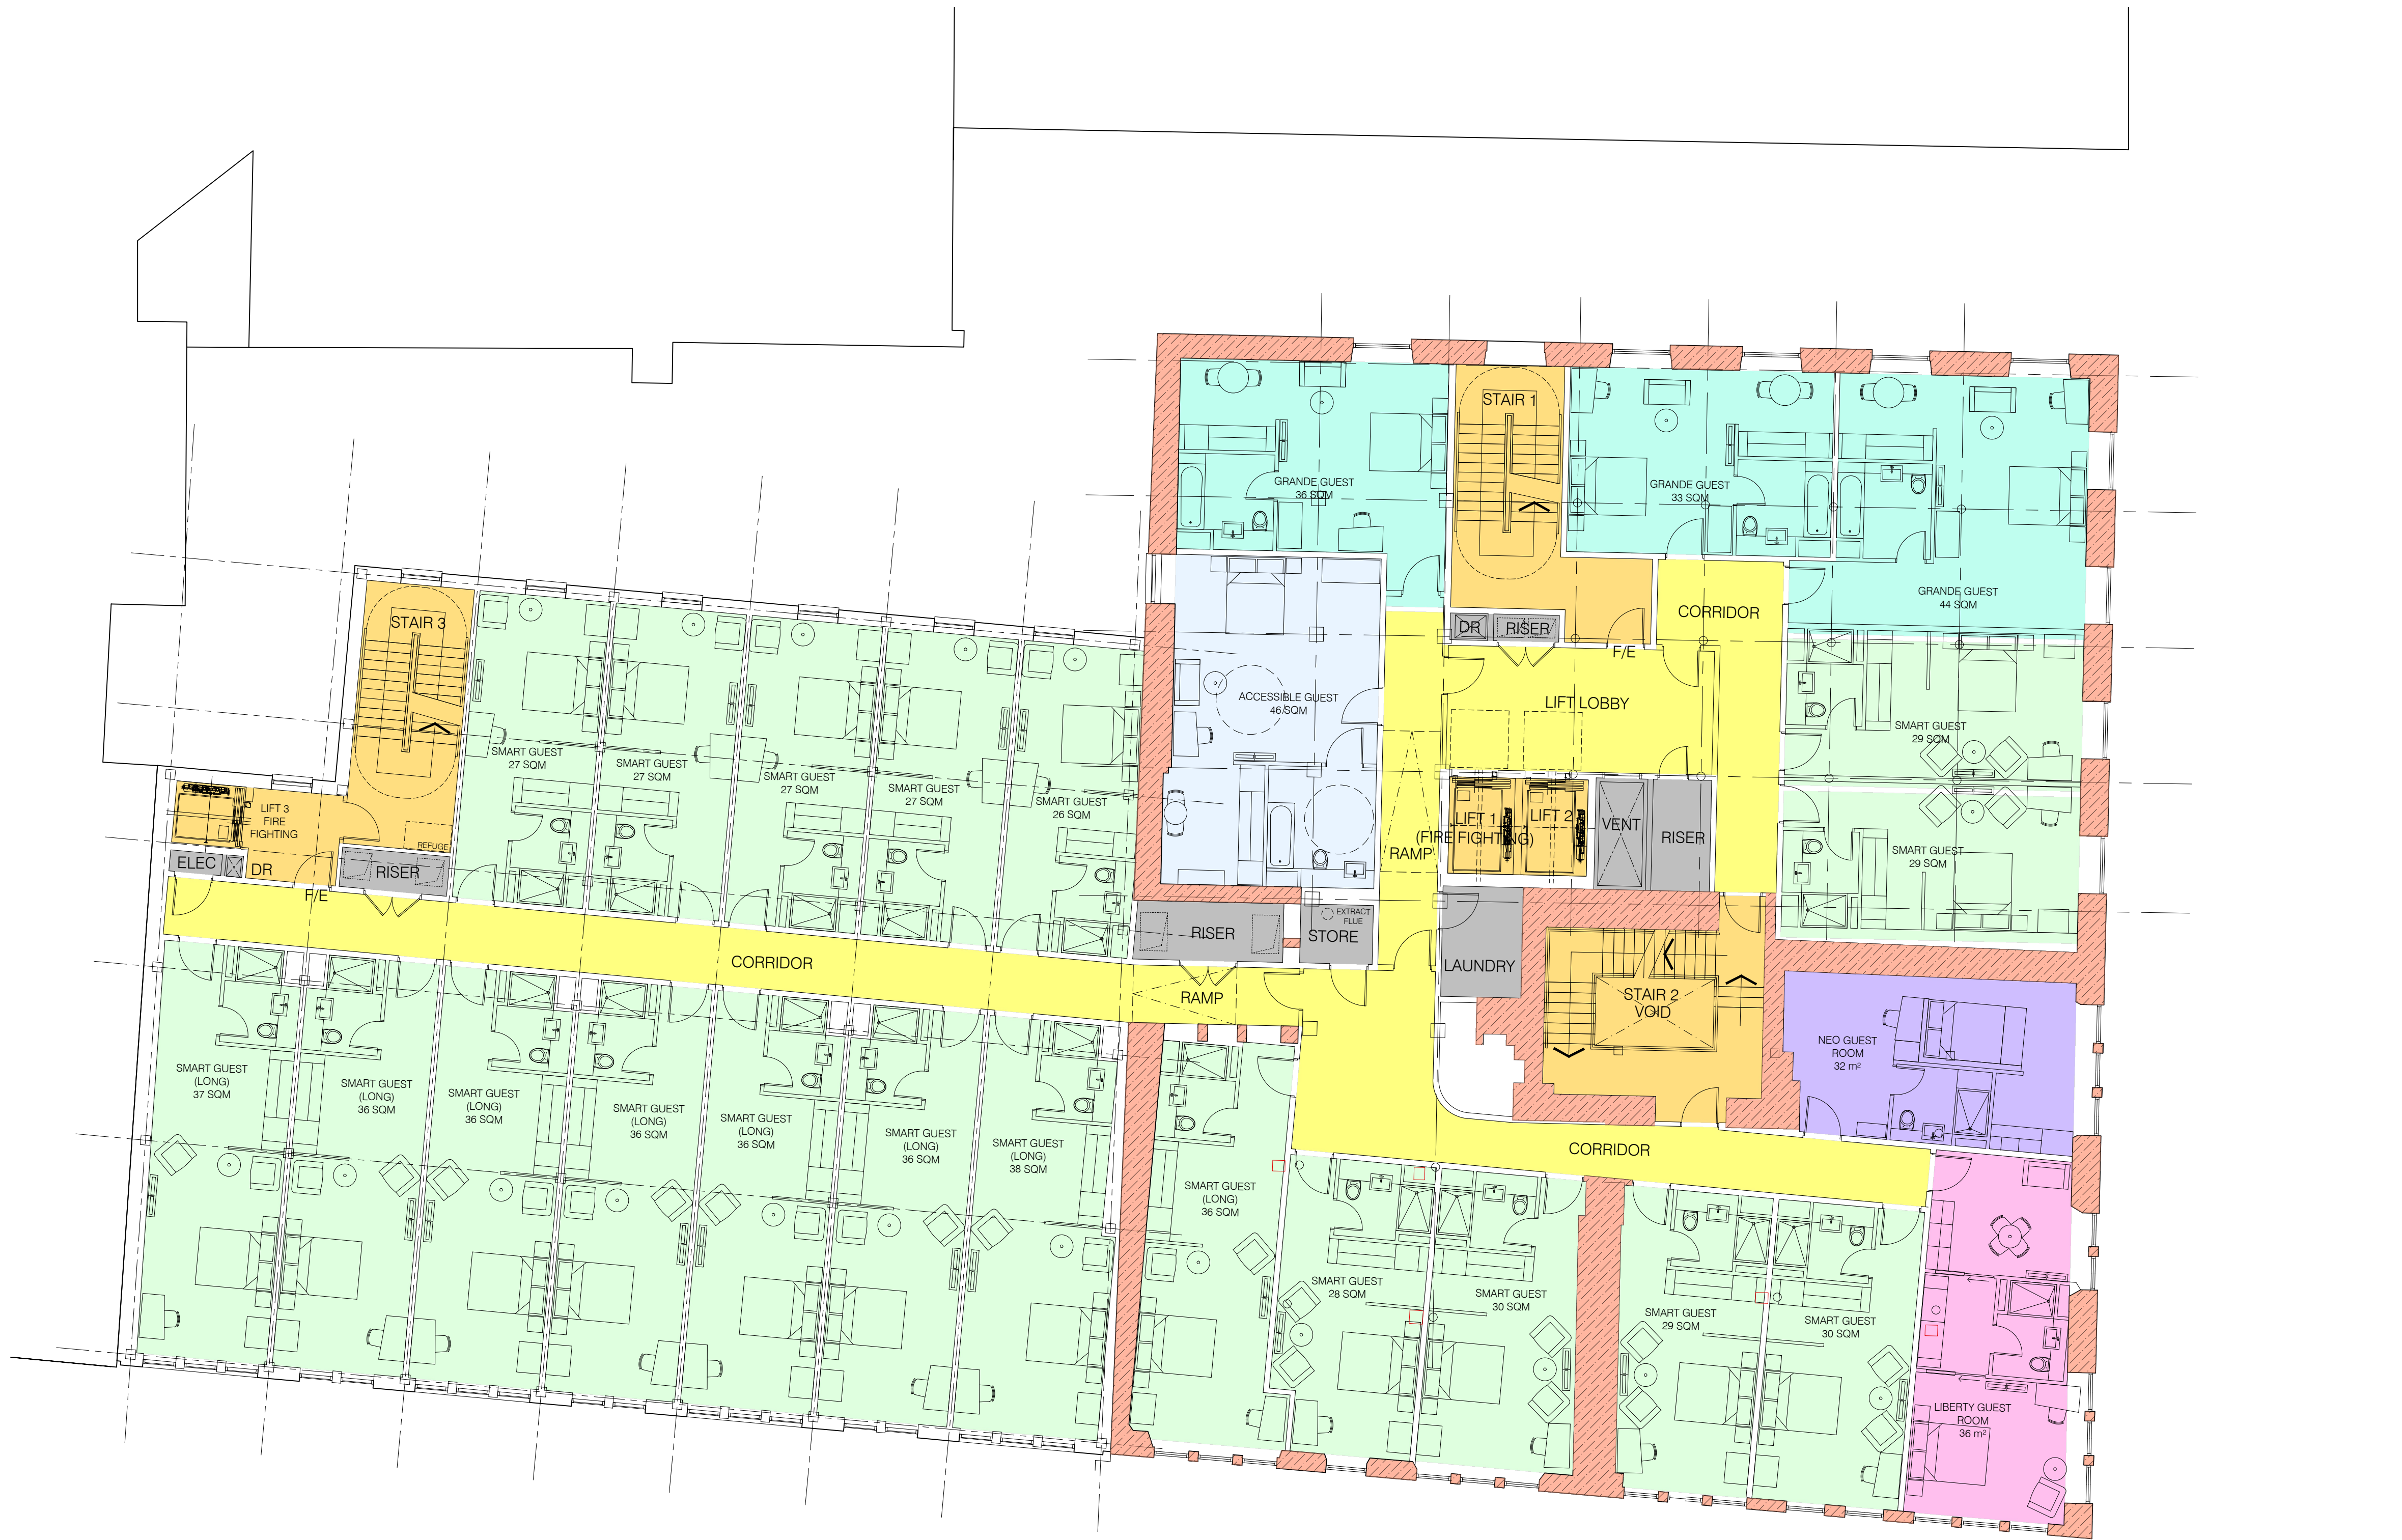 STAIR 1
GRANDE GUEST
36 SQM
GRANDE GUEST
33 SQM
GRANDE GUEST
44 SQM
CORRIDOR
DR
RISER
F/E
STAIR 3
ACCESSIBLE GUEST
46 SQM
LIFT LOBBY
SMART GUEST
29 SQM
SMART GUEST
27 SQM
SMART GUEST
27 SQM
SMART GUEST
27 SQM
SMART GUEST
27 SQM
SMART GUEST
26 SQM
LIFT 3
FIRE
FIGHTING
REFUGE
ELEC
DR
RISER
F/E
LIFT 1
(FIRE FIGHTING)
LIFT 2
VENT
RISER
RAMP
SMART GUEST
29 SQM
EXTRACT
FLUE
RISER
STORE
CORRIDOR
LAUNDRY
RAMP
STAIR 2
VOID
NEO GUEST
ROOM
32 m²
SMART GUEST
(LONG)
37 SQM
SMART GUEST
(LONG)
36 SQM
SMART GUEST
(LONG)
36 SQM
SMART GUEST
(LONG)
36 SQM
SMART GUEST
(LONG)
36 SQM
SMART GUEST
(LONG)
36 SQM
SMART GUEST
(LONG)
38 SQM
CORRIDOR
SMART GUEST
(LONG)
36 SQM
SMART GUEST
28 SQM
SMART GUEST
30 SQM
SMART GUEST
29 SQM
SMART GUEST
30 SQM
LIBERTY GUEST
ROOM
36 m²